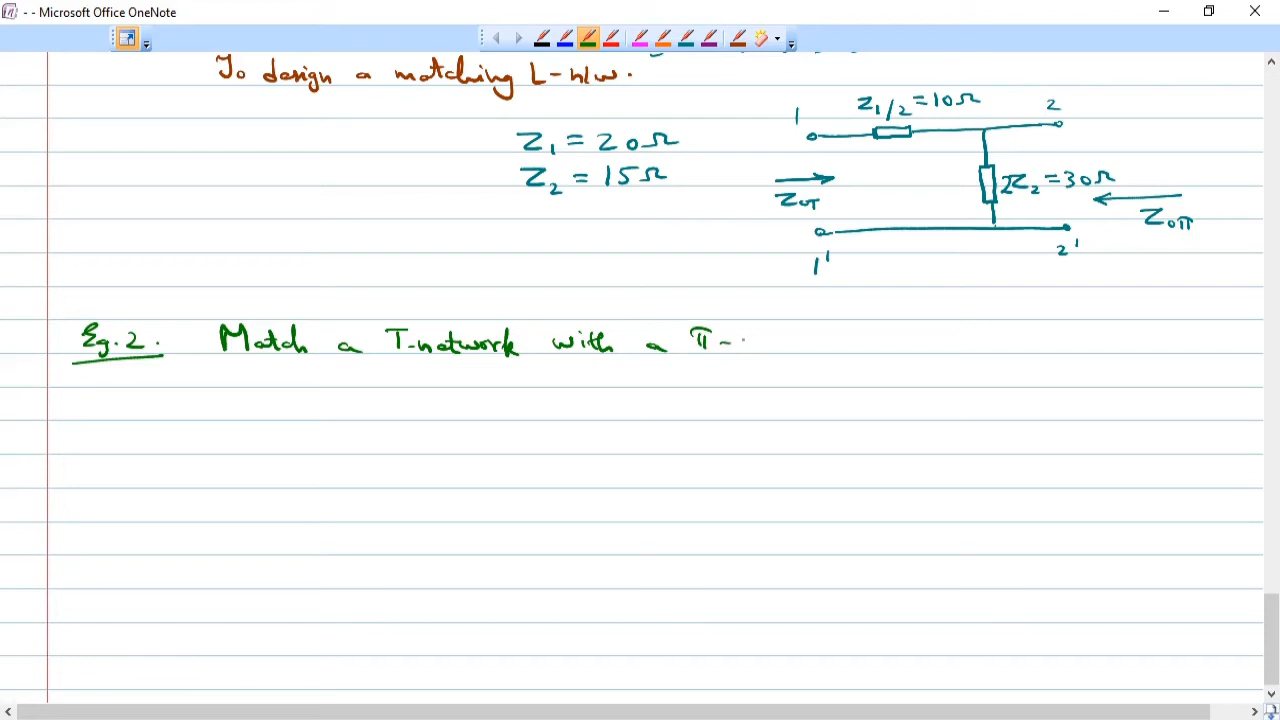 - - Microsoft Office OneNote
To design a matching L-n/w.
Z1 = 20Ω
Z2 = 15Ω
1
Z1/2 = 10Ω
2
2Z2 = 30Ω
Z0T
Z0π
1'
2'
Eg.2. Match a T-network with a π-